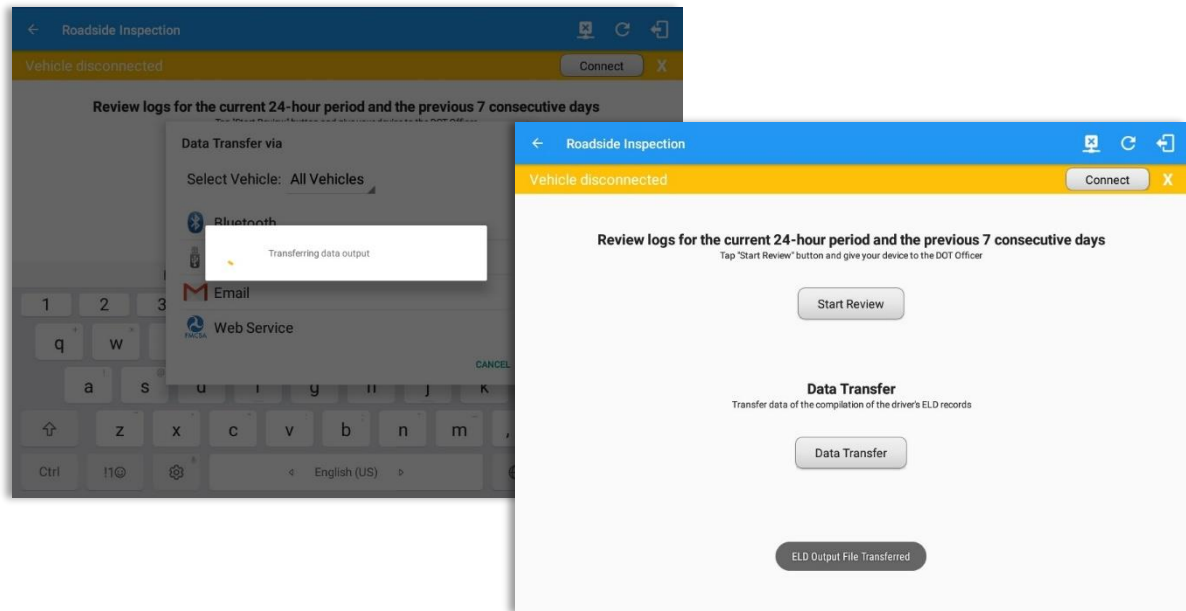 Roadside Inspection
Vehicle disconnected
Connect X
Review logs for the current 24-hour period and the previous 7 consecutive days
Data Transfer via
Select Vehicle: All Vehicles
Bluetooth
Transferring data output
Email
FMCSA
Web Service
CANCEL
1 2 3
q w
a s u i y h j k
z x c v b n m ,
Ctrl !1☺ English (US)
Roadside Inspection
Vehicle disconnected
Connect X
Review logs for the current 24-hour period and the previous 7 consecutive days
Tap "Start Review" button and give your device to the DOT Officer
Start Review
Data Transfer
Transfer data of the compilation of the driver's ELD records
Data Transfer
ELD Output File Transferred